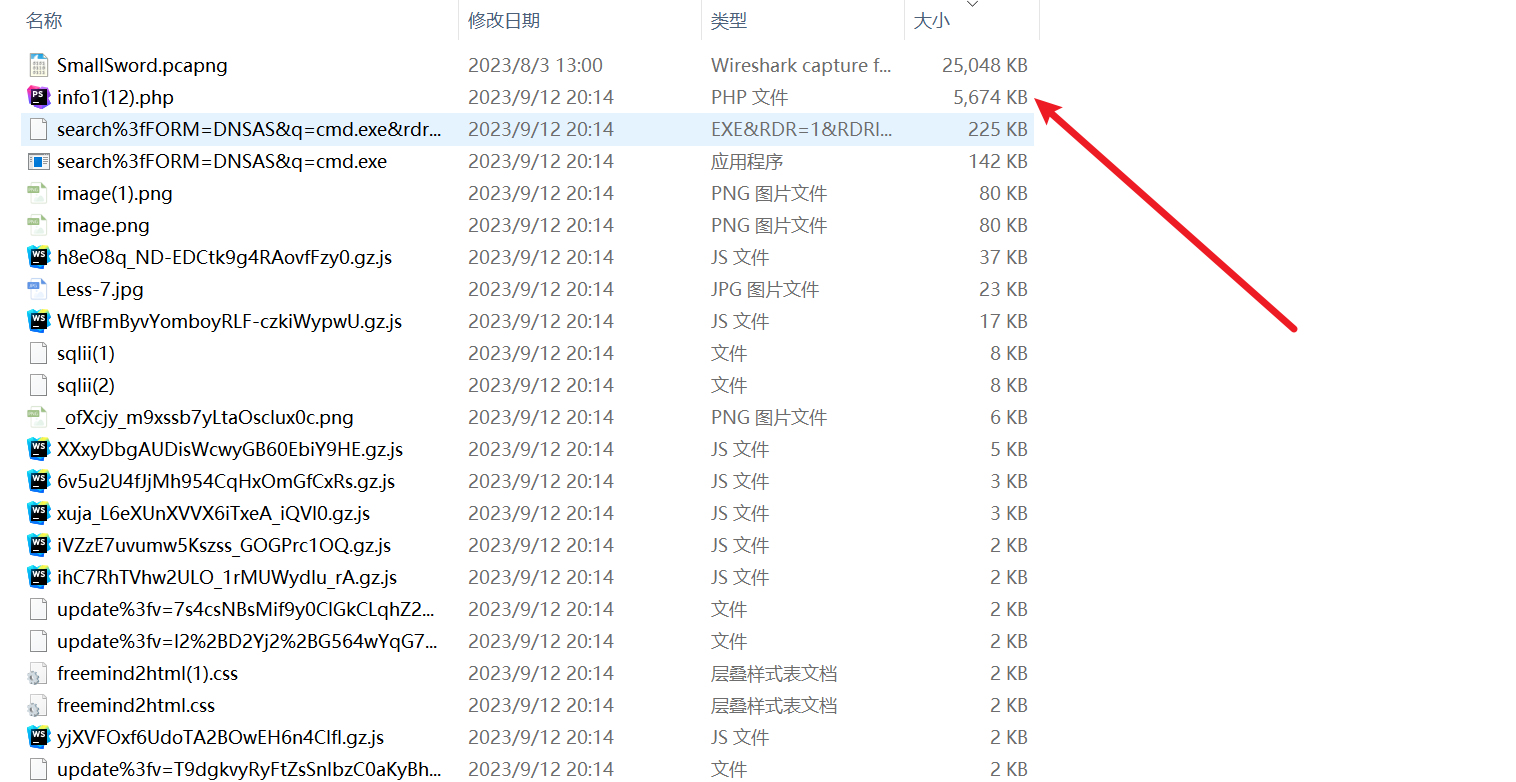 名称 修改日期 类型 大小
SmallSword.pcapng 2023/8/3 13:00 Wireshark capture f... 25,048 KB
info1(12).php 2023/9/12 20:14 PHP 文件 5,674 KB
search%3fFORM=DNSAS&q=cmd.exe&rdr... 2023/9/12 20:14 EXE&RDR=1&RDRI... 225 KB
search%3fFORM=DNSAS&q=cmd.exe 2023/9/12 20:14 应用程序 142 KB
image(1).png 2023/9/12 20:14 PNG 图片文件 80 KB
image.png 2023/9/12 20:14 PNG 图片文件 80 KB
h8eO8q_ND-EDCtk9g4RAovfFzy0.gz.js 2023/9/12 20:14 JS 文件 37 KB
Less-7.jpg 2023/9/12 20:14 JPG 图片文件 23 KB
WfBFmByvYomboyRLF-czkiWypwU.gz.js 2023/9/12 20:14 JS 文件 17 KB
sqlii(1) 2023/9/12 20:14 文件 8 KB
sqlii(2) 2023/9/12 20:14 文件 8 KB
_ofXcjy_m9xssb7yLtaOsclux0c.png 2023/9/12 20:14 PNG 图片文件 6 KB
XXxyDbgAUDisWcwyGB60EbiY9HE.gz.js 2023/9/12 20:14 JS 文件 5 KB
6v5u2U4fJjMh954CqHxOmGfCxRs.gz.js 2023/9/12 20:14 JS 文件 3 KB
xuja_L6eXUnXVVX6iTxeA_iQVI0.gz.js 2023/9/12 20:14 JS 文件 3 KB
iVZzE7uvumw5Kszss_GOGPrc1OQ.gz.js 2023/9/12 20:14 JS 文件 2 KB
ihC7RhTVhw2ULO_1rMUWydlu_rA.gz.js 2023/9/12 20:14 JS 文件 2 KB
update%3fv=7s4csNBsMif9y0ClGkCLqhZ2... 2023/9/12 20:14 文件 2 KB
update%3fv=l2%2BD2Yj2%2BG564wYqG7... 2023/9/12 20:14 文件 2 KB
freemind2html(1).css 2023/9/12 20:14 层叠样式表文档 2 KB
freemind2html.css 2023/9/12 20:14 层叠样式表文档 2 KB
yjXVFOxf6UdoTA2BOwEH6n4Clfl.gz.js 2023/9/12 20:14 JS 文件 2 KB
update%3fv=T9dgkvyRyFtZsSnlbzC0aKyBh... 2023/9/12 20:14 文件 2 KB